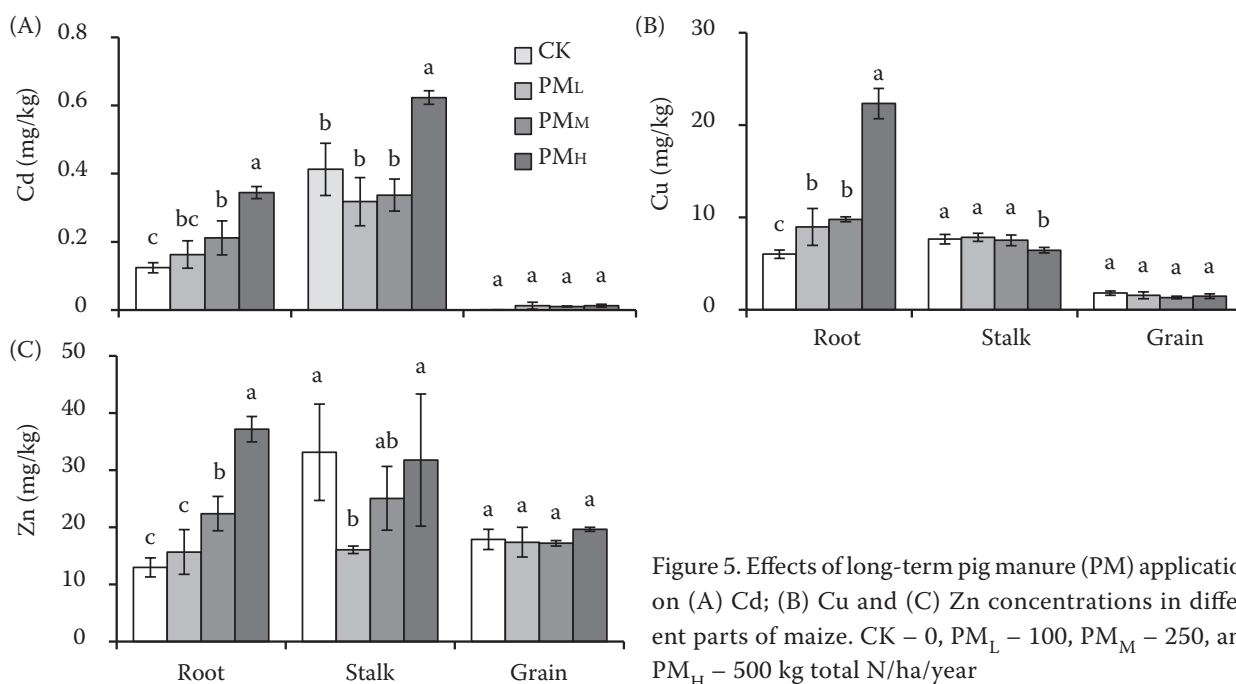 (A)
0.8
0.6
0.4
0.2
0
Cd (mg/kg)
CK
PML
PMM
PMH
c bc b a
b b b a
a a a a
(B)
30
20
10
0
Cu (mg/kg)
c b b a
a a a b
a a a a
Root Stalk Grain
(C)
50
40
30
20
10
0
Zn (mg/kg)
c c b a
a b ab a
a a a a
Root Stalk Grain
Figure 5. Effects of long-term pig manure (PM) applicatio
on (A) Cd; (B) Cu and (C) Zn concentrations in diffe
ent parts of maize. CK – 0, PML – 100, PMM – 250, an
PMH – 500 kg total N/ha/year